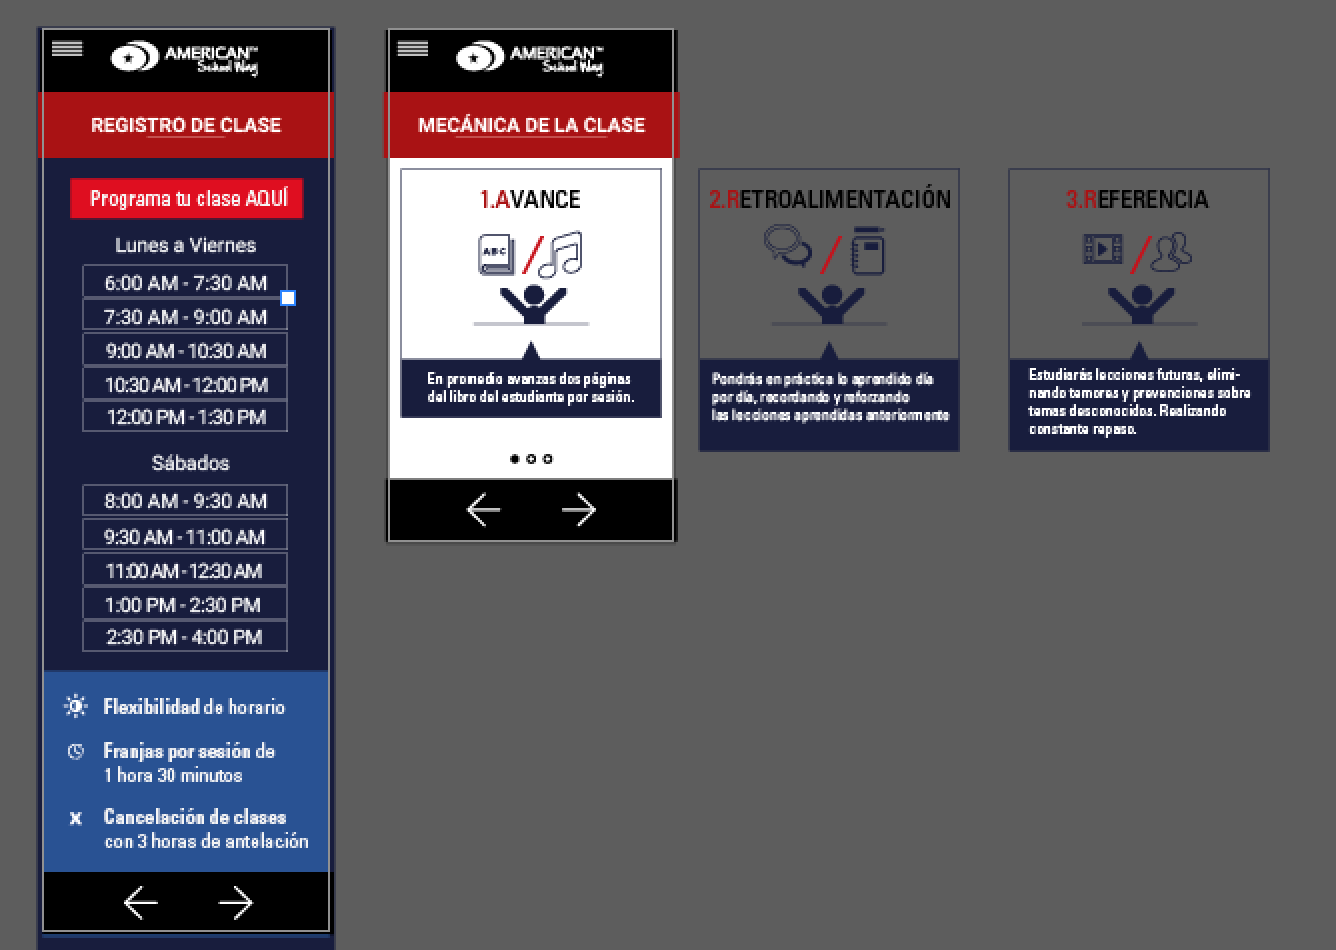 AMERICAN™
School Way
REGISTRO DE CLASE
Programa tu clase AQUÍ
Lunes a Viernes
6:00 AM - 7:30 AM
7:30 AM - 9:00 AM
9:00 AM - 10:30 AM
10:30 AM - 12:00 PM
12:00 PM - 1:30 PM
Sábados
8:00 AM - 9:30 AM
9:30 AM - 11:00 AM
11:00 AM - 12:30 AM
1:00 PM - 2:30 PM
2:30 PM - 4:00 PM
Flexibilidad de horario
Franjas por sesión de
1 hora 30 minutos
x Cancelación de clases
con 3 horas de antelación
AMERICAN™
School Way
MECÁNICA DE LA CLASE
1.AVANCE
ABC
En promedio avanzas dos páginas
del libro del estudiante por sesión.
2.RETROALIMENTACIÓN
Pondrás en práctica lo aprendido día
por día, recordando y reforzando
las lecciones aprendidas anteriormente
3.REFERENCIA
Estudiarás lecciones futuras, elimi-
nando temores y prevenciones sobre
temas desconocidos. Realizando
constante repaso.